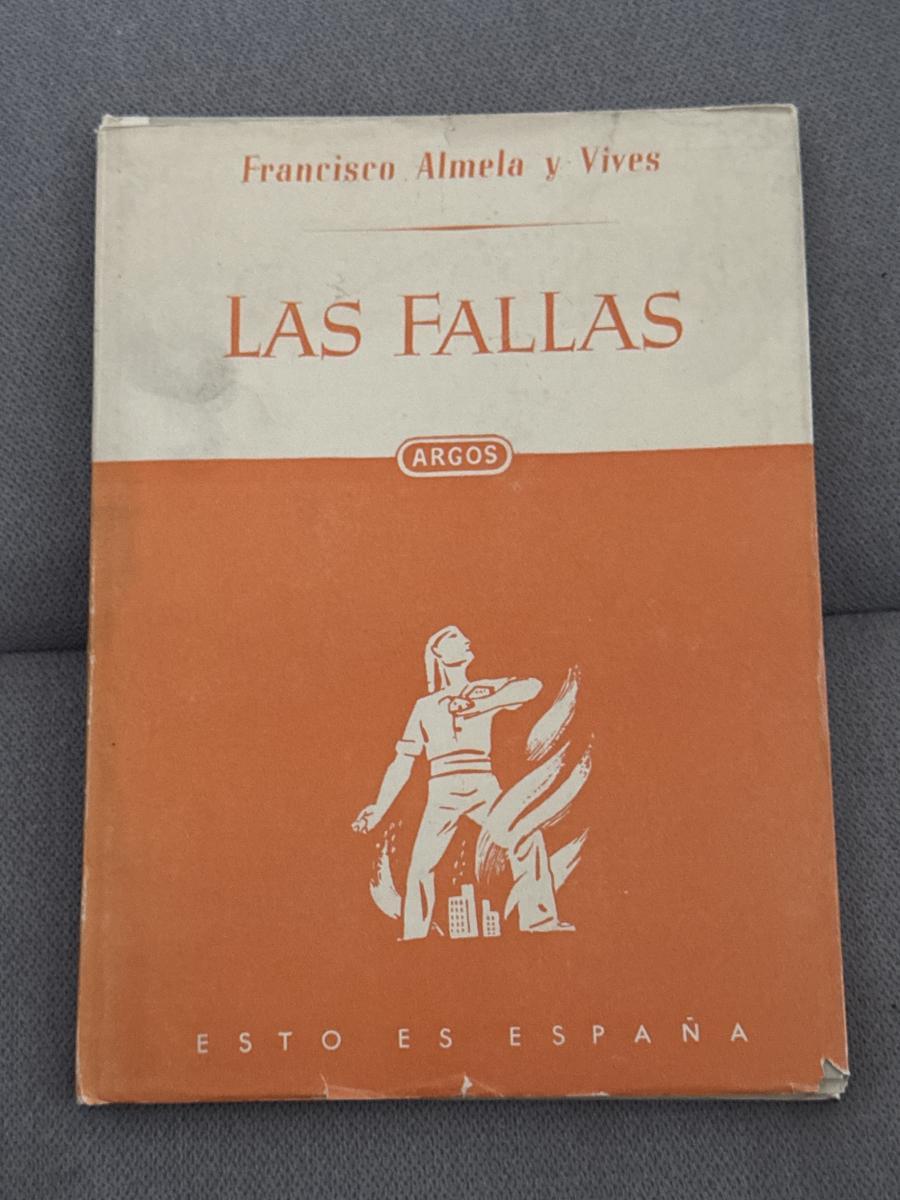 Francisco Almela y Vives
LAS FALLAS
ARGOS
ESTO ES ESPAÑA